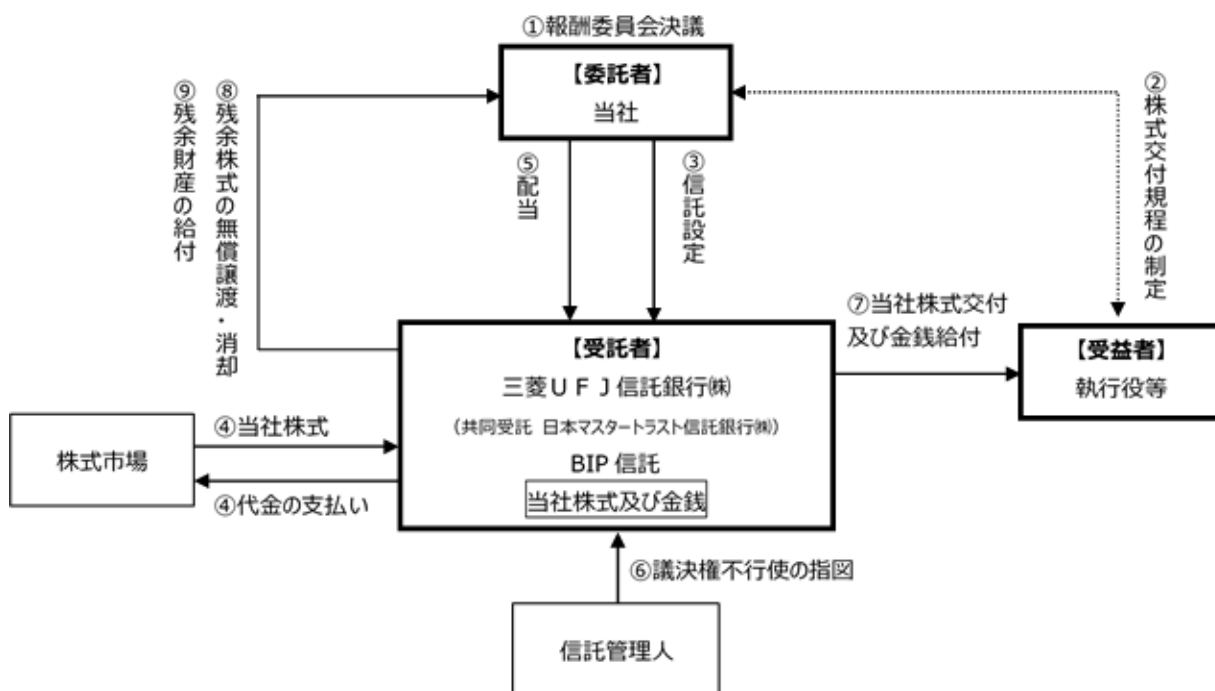 ①報酬委員会決議
【委託者】
当社
⑨残余財産の給付
⑧残余株式の無償譲渡・消却
⑤配当
③信託設定
②株式交付規程の制定
⑦当社株式交付
及び金銭給付
【受託者】
三菱UFJ信託銀行㈱
（共同受託 日本マスタートラスト信託銀行㈱）
BIP 信託
当社株式及び金銭
【受益者】
執行役等
株式市場
④当社株式
④代金の支払い
⑥議決権不行使の指図
信託管理人